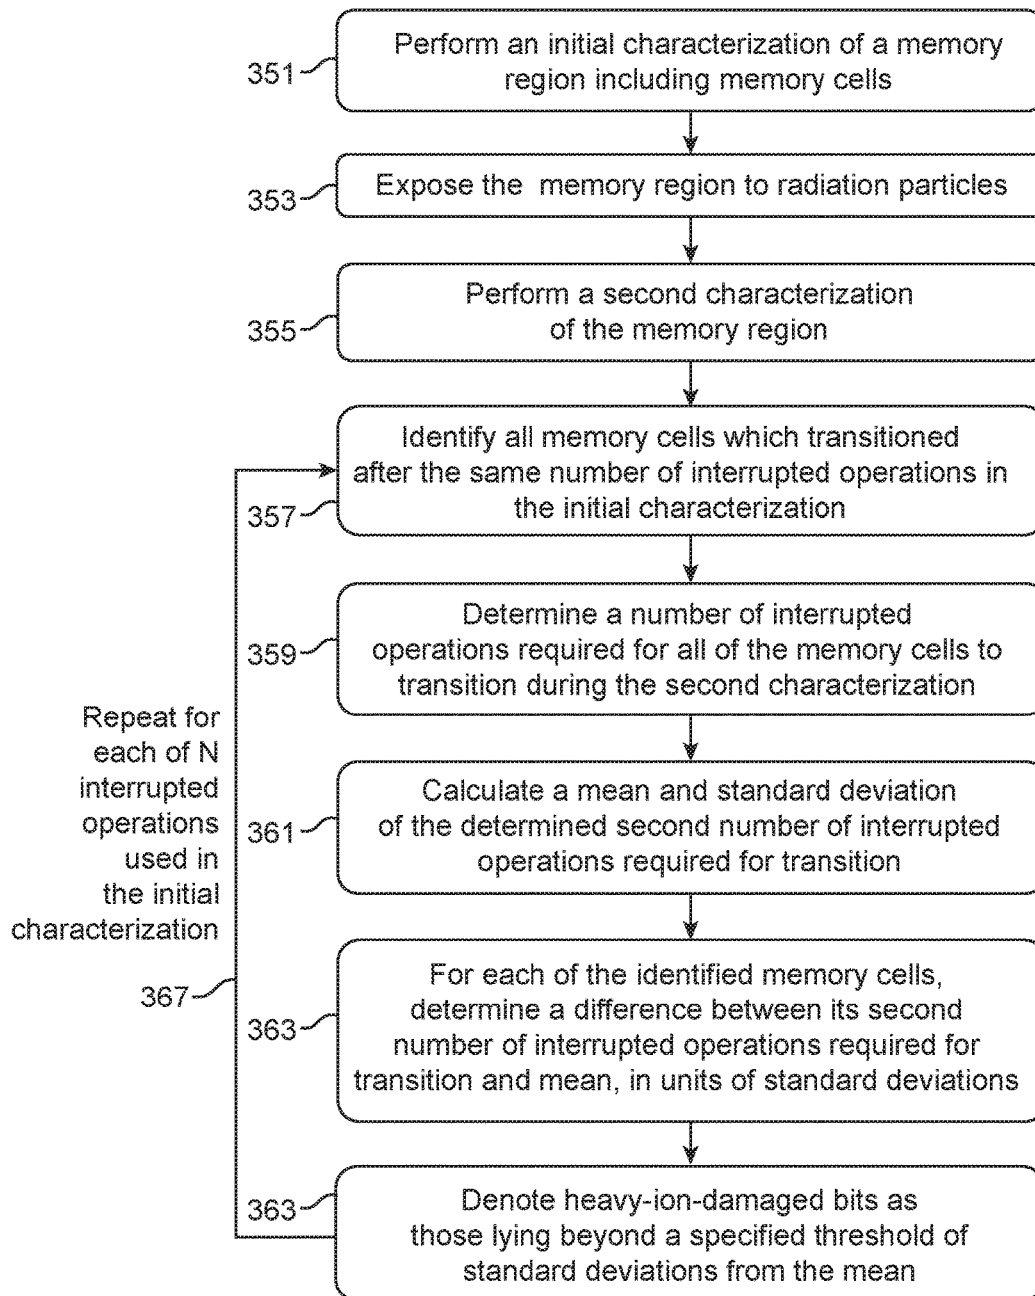 351
Perform an initial characterization of a memory
region including memory cells
353
Expose the memory region to radiation particles
355
Perform a second characterization
of the memory region
357
Identify all memory cells which transitioned
after the same number of interrupted operations in
the initial characterization
359
Determine a number of interrupted
operations required for all of the memory cells to
transition during the second characterization
361
Calculate a mean and standard deviation
of the determined second number of interrupted
operations required for transition
363
For each of the identified memory cells,
determine a difference between its second
number of interrupted operations required for
transition and mean, in units of standard deviations
363
Denote heavy-ion-damaged bits as
those lying beyond a specified threshold of
standard deviations from the mean
Repeat for
each of N
interrupted
operations
used in
the initial
characterization
367